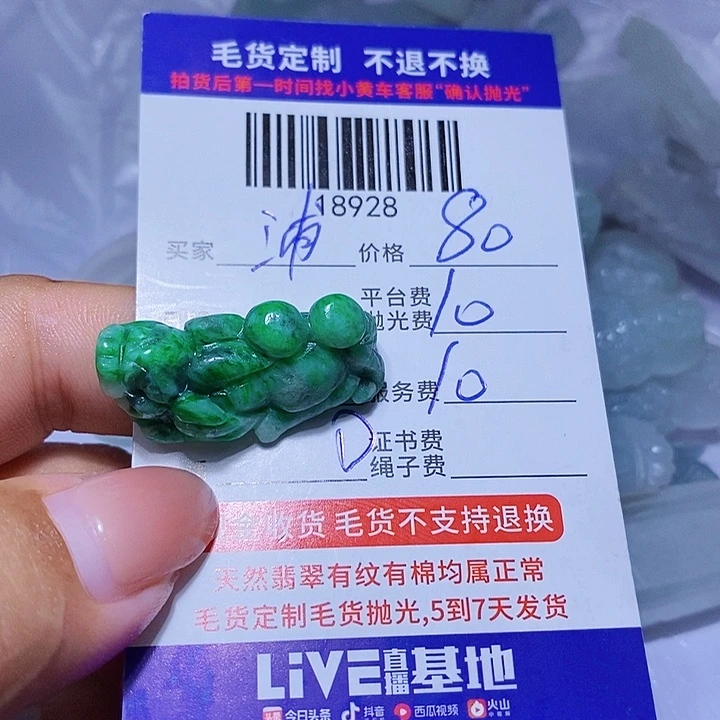 毛货定制 不退不换
拍货后第一时间找小黄车客服“确认抛光”
18928
买家 浦 价格 80
平台费
抛光费 10
服务费 10
D 证书费
绳子费
收货 毛货不支持退换
天然翡翠有纹有棉均属正常
毛货定制毛货抛光,5到7天发货
LiVE直播基地
头条 今日头条 抖音 西瓜视频 火山